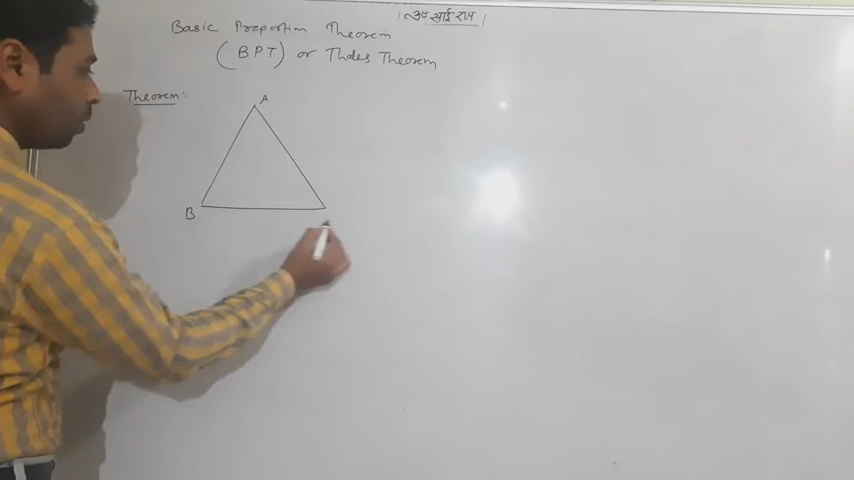 ।ॐ साई राम।
Basic Proportion Theorem
(BPT) or Thales Theorem
Theorem:
A
B